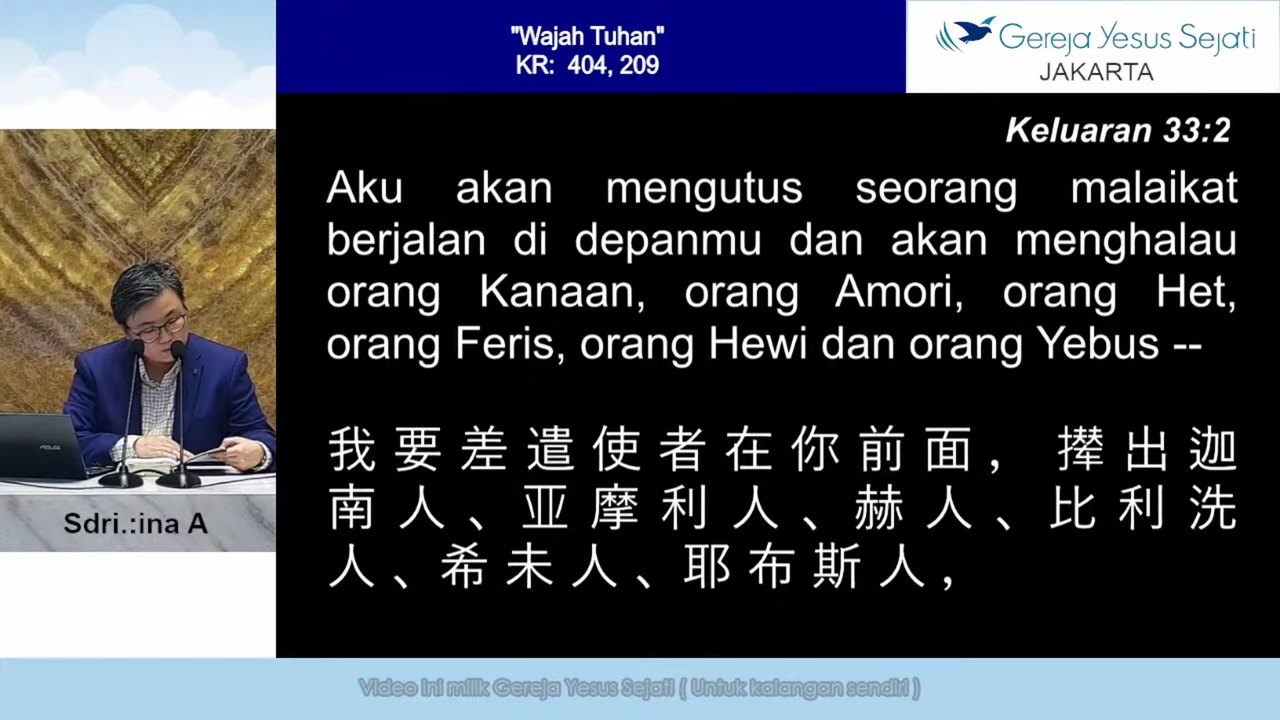 "Wajah Tuhan"
KR: 404, 209
Gereja Yesus Sejati
JAKARTA
Keluaran 33:2
Aku akan mengutus seorang malaikat
berjalan di depanmu dan akan menghalau
orang Kanaan, orang Amori, orang Het,
orang Feris, orang Hewi dan orang Yebus --
我要差遣使者在你前面，撵出迦
南人、亚摩利人、赫人、比利洗
人、希未人、耶布斯人，
ASUS
Sdri.:ina A
Video ini milik Gereja Yesus Sejati ( Untuk kalangan sendiri )